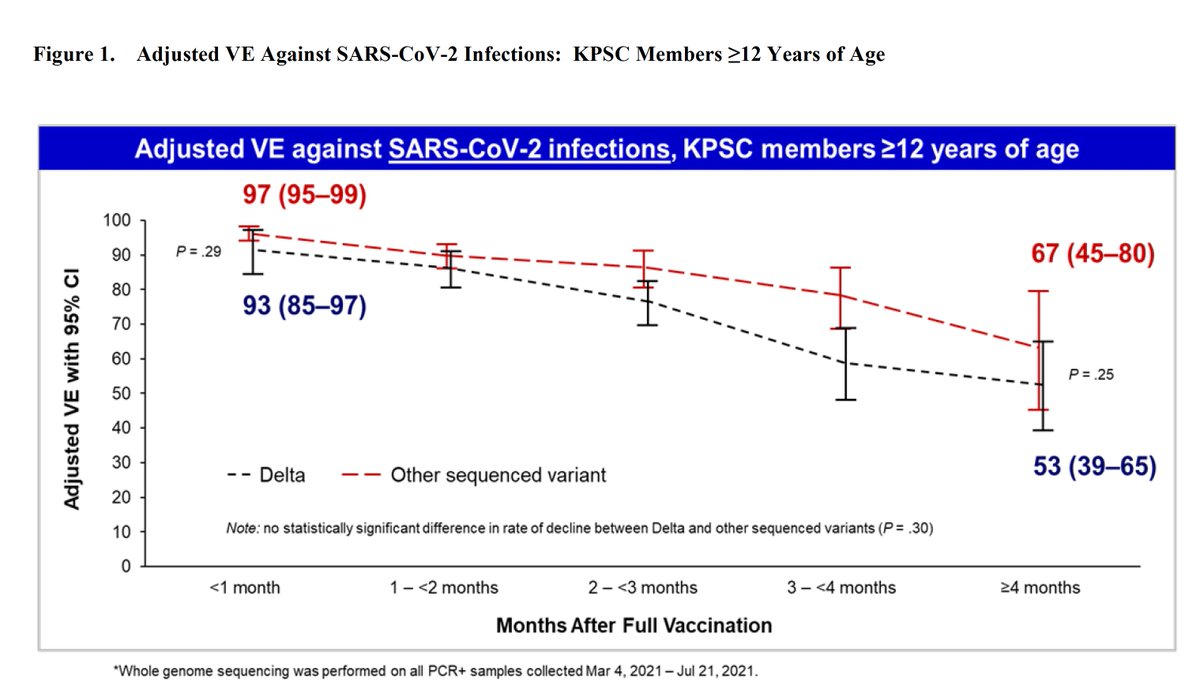 Figure 1. Adjusted VE Against SARS-CoV-2 Infections: KPSC Members ≥12 Years of Age
Adjusted VE against SARS-CoV-2 infections, KPSC members ≥12 years of age
97 (95–99)
100
90
80
70
60
50
40
30
20
10
0
Adjusted VE with 95% CI
P = .29
93 (85–97)
67 (45–80)
P = .25
53 (39–65)
Delta
Other sequenced variant
Note: no statistically significant difference in rate of decline between Delta and other sequenced variants (P = .30)
<1 month
1 – <2 months
2 – <3 months
3 – <4 months
≥4 months
Months After Full Vaccination
*Whole genome sequencing was performed on all PCR+ samples collected Mar 4, 2021 – Jul 21, 2021.